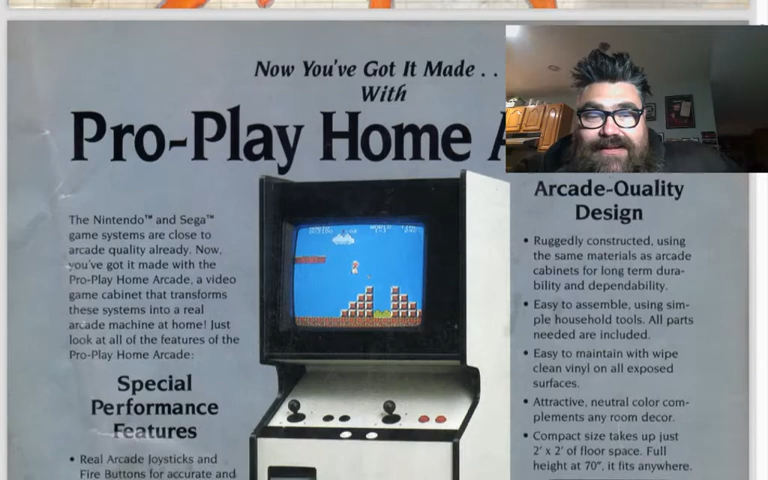 Now You've Got It Made . .
With
Pro-Play Home
The Nintendo™ and Sega™
game systems are close to
arcade quality already. Now,
you've got it made with the
Pro-Play Home Arcade, a video
game cabinet that transforms
these systems into a real
arcade machine at home! Just
look at all of the features of the
Pro-Play Home Arcade:
Special
Performance
Features
• Real Arcade Joysticks and
Fire Buttons for accurate and
Arcade-Quality
Design
• Ruggedly constructed, using
the same materials as arcade
cabinets for long term dura-
bility and dependability.
• Easy to assemble, using sim-
ple household tools. All parts
needed are included.
• Easy to maintain with wipe
clean vinyl on all exposed
surfaces.
• Attractive, neutral color com-
plements any room decor.
• Compact size takes up just
2' x 2' of floor space. Full
height at 70", it fits anywhere.